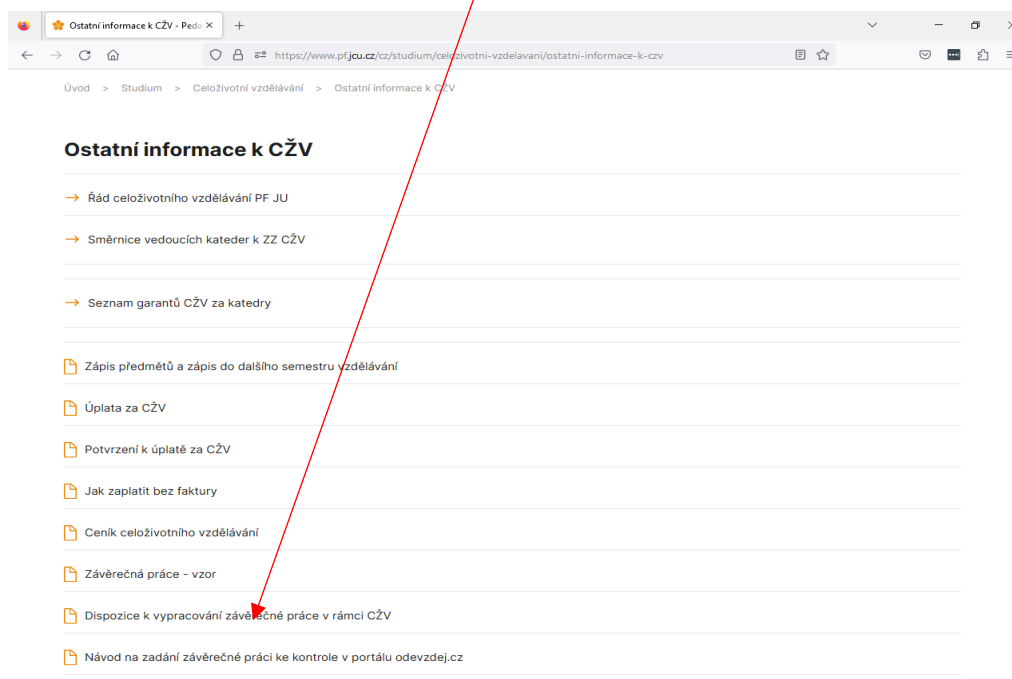 Ostatní informace k CŽV - Peda
https://www.pf.jcu.cz/cz/studium/celozivotni-vzdelavani/ostatni-informace-k-czv
Úvod > Studium > Celoživotní vzdělávání > Ostatní informace k CŽV
Ostatní informace k CŽV
→ Řád celoživotního vzdělávání PF JU
→ Směrnice vedoucích kateder k ZZ CŽV
→ Seznam garantů CŽV za katedry
Zápis předmětů a zápis do dalšího semestru vzdělávání
Úplata za CŽV
Potvrzení k úplatě za CŽV
Jak zaplatit bez faktury
Ceník celoživotního vzdělávání
Závěrečná práce - vzor
Dispozice k vypracování závěrečné práce v rámci CŽV
Návod na zadání závěrečné práci ke kontrole v portálu odevzdej.cz